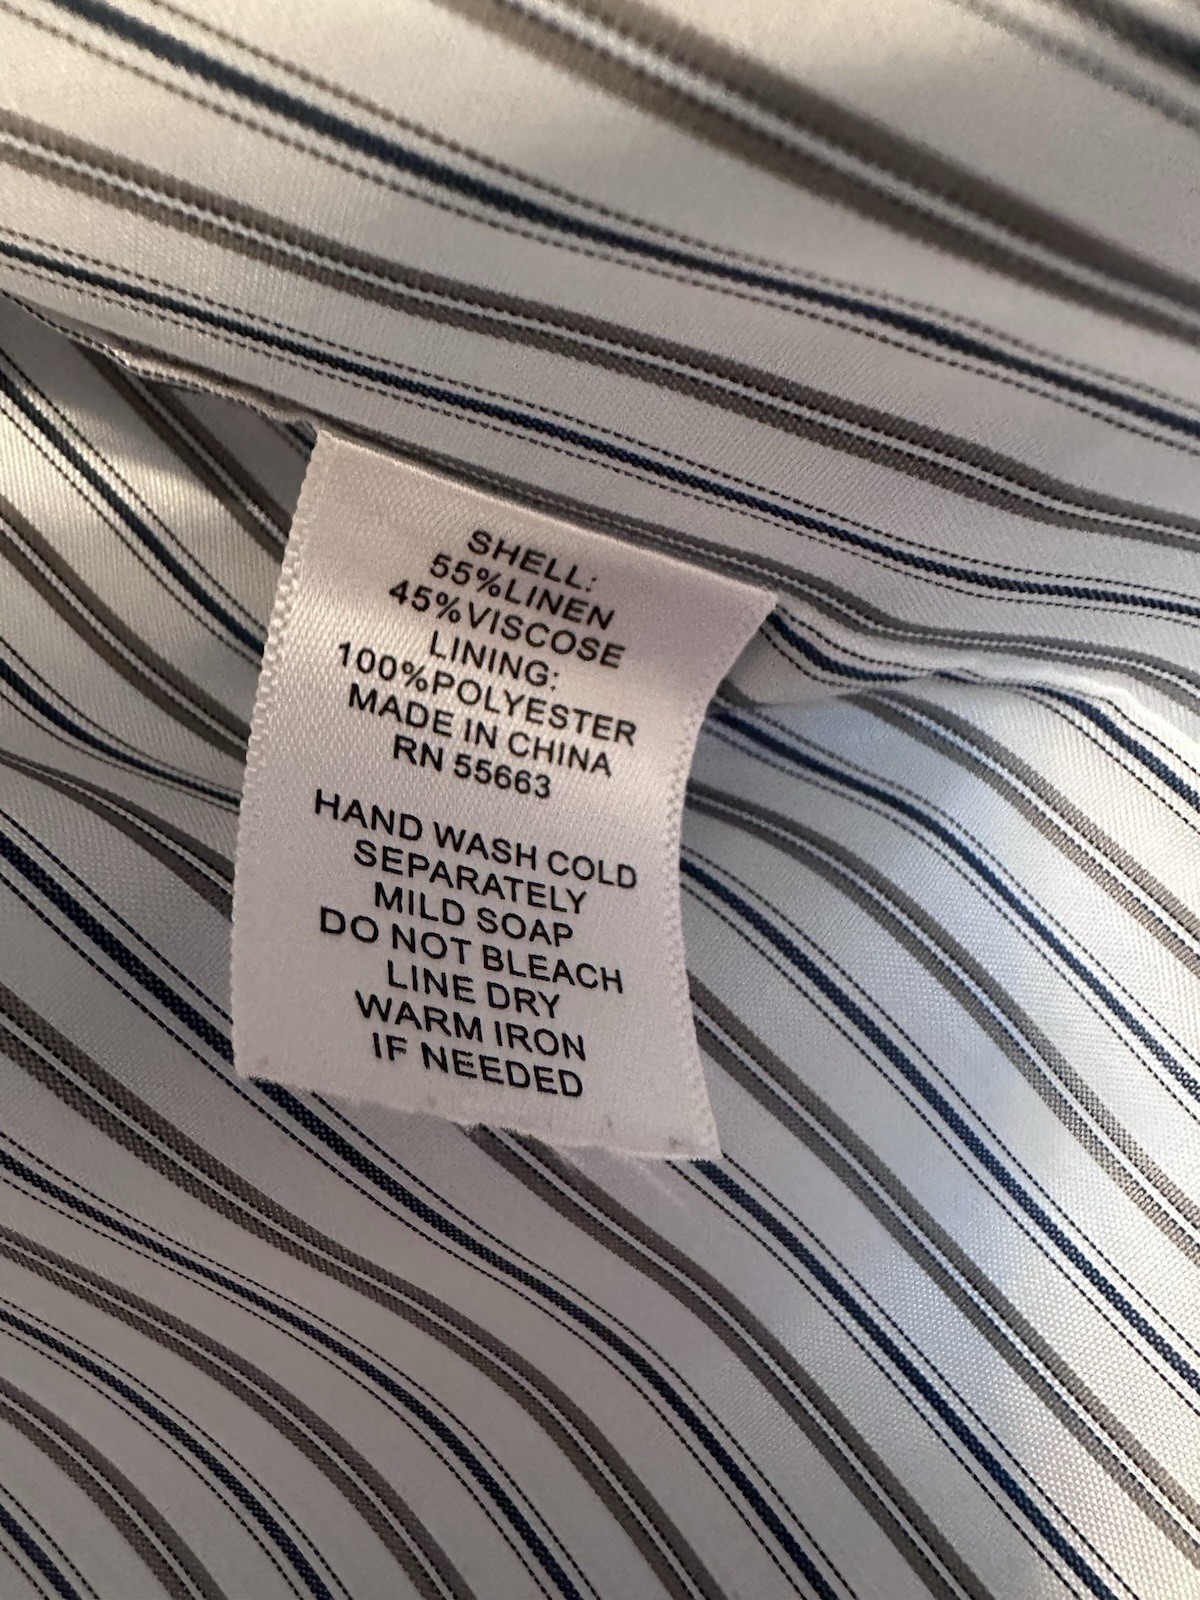 SHELL:
55%LINEN
45%VISCOSE
LINING:
100%POLYESTER
MADE IN CHINA
RN 55663
HAND WASH COLD
SEPARATELY
MILD SOAP
DO NOT BLEACH
LINE DRY
WARM IRON
IF NEEDED